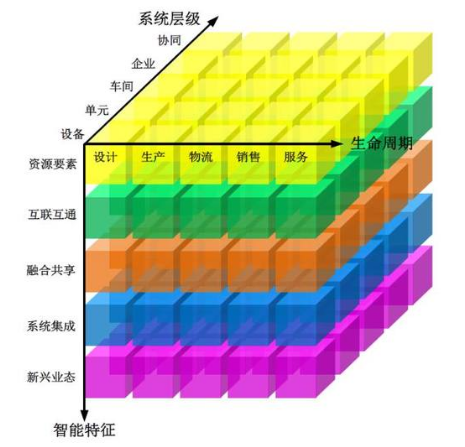 系统层级
协同
企业
车间
单元
设备
生命周期
设计 生产 物流 销售 服务
资源要素
互联互通
融合共享
系统集成
新兴业态
智能特征